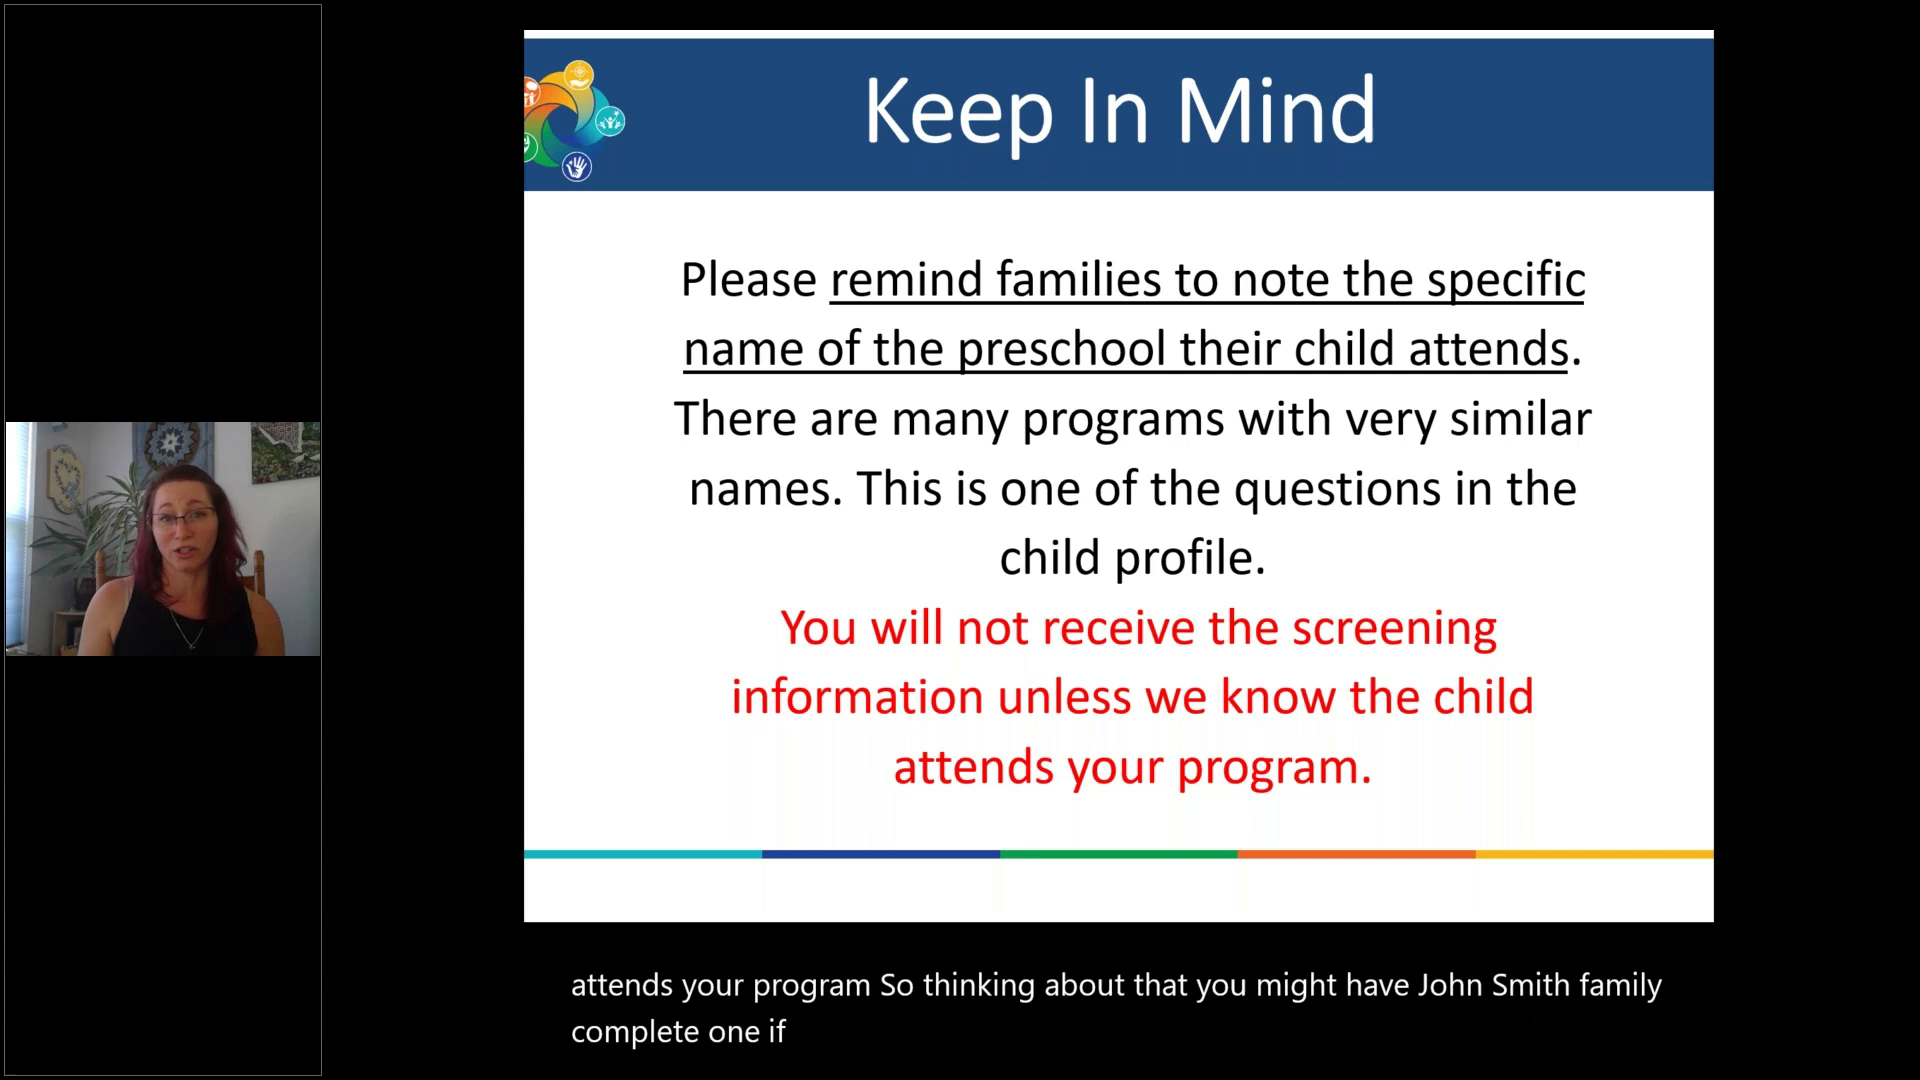 Keep In Mind
Please remind families to note the specific
name of the preschool their child attends.
There are many programs with very similar
names. This is one of the questions in the
child profile.
You will not receive the screening
information unless we know the child
attends your program.
attends your program So thinking about that you might have John Smith family
complete one if